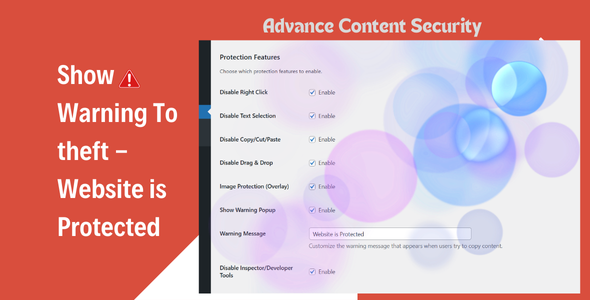 Advance Content Security
Show
Warning To
theft –
Website is
Protected
Protection Features
Choose which protection features to enable.
Disable Right Click Enable
Disable Text Selection Enable
Disable Copy/Cut/Paste Enable
Disable Drag & Drop Enable
Image Protection (Overlay) Enable
Show Warning Popup Enable
Warning Message Website is Protected
Customize the warning message that appears when users try to copy content.
Disable Inspector/Developer
Tools Enable